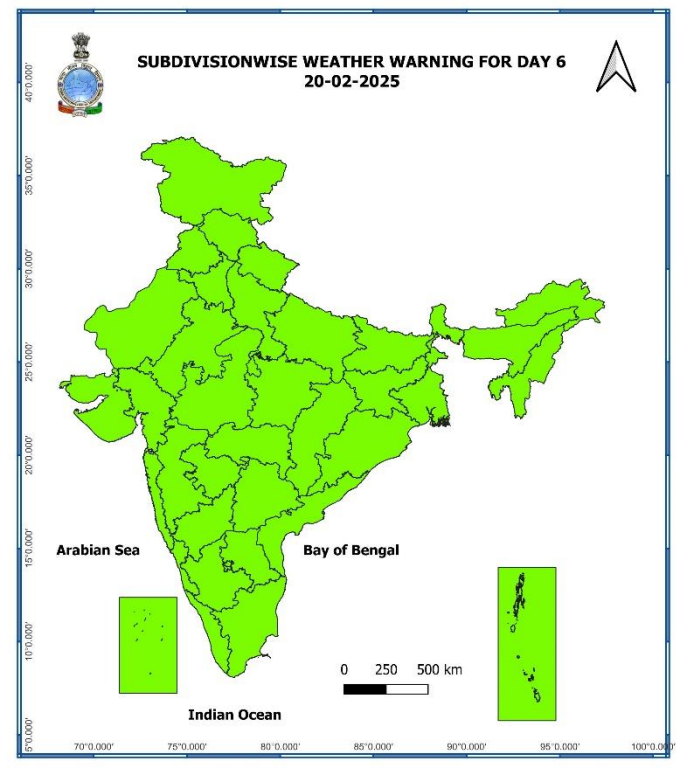 SUBDIVISIONWISE WEATHER WARNING FOR DAY 6
20-02-2025
40°0.000'
35°0.000'
30°0.000'
25°0.000'
20°0.000'
15°0.000'
10°0.000'
5°0.000'
Arabian Sea
Bay of Bengal
0 250 500 km
Indian Ocean
70°0.000' 75°0.000' 80°0.000' 85°0.000' 90°0.000' 95°0.000' 100°0.000'